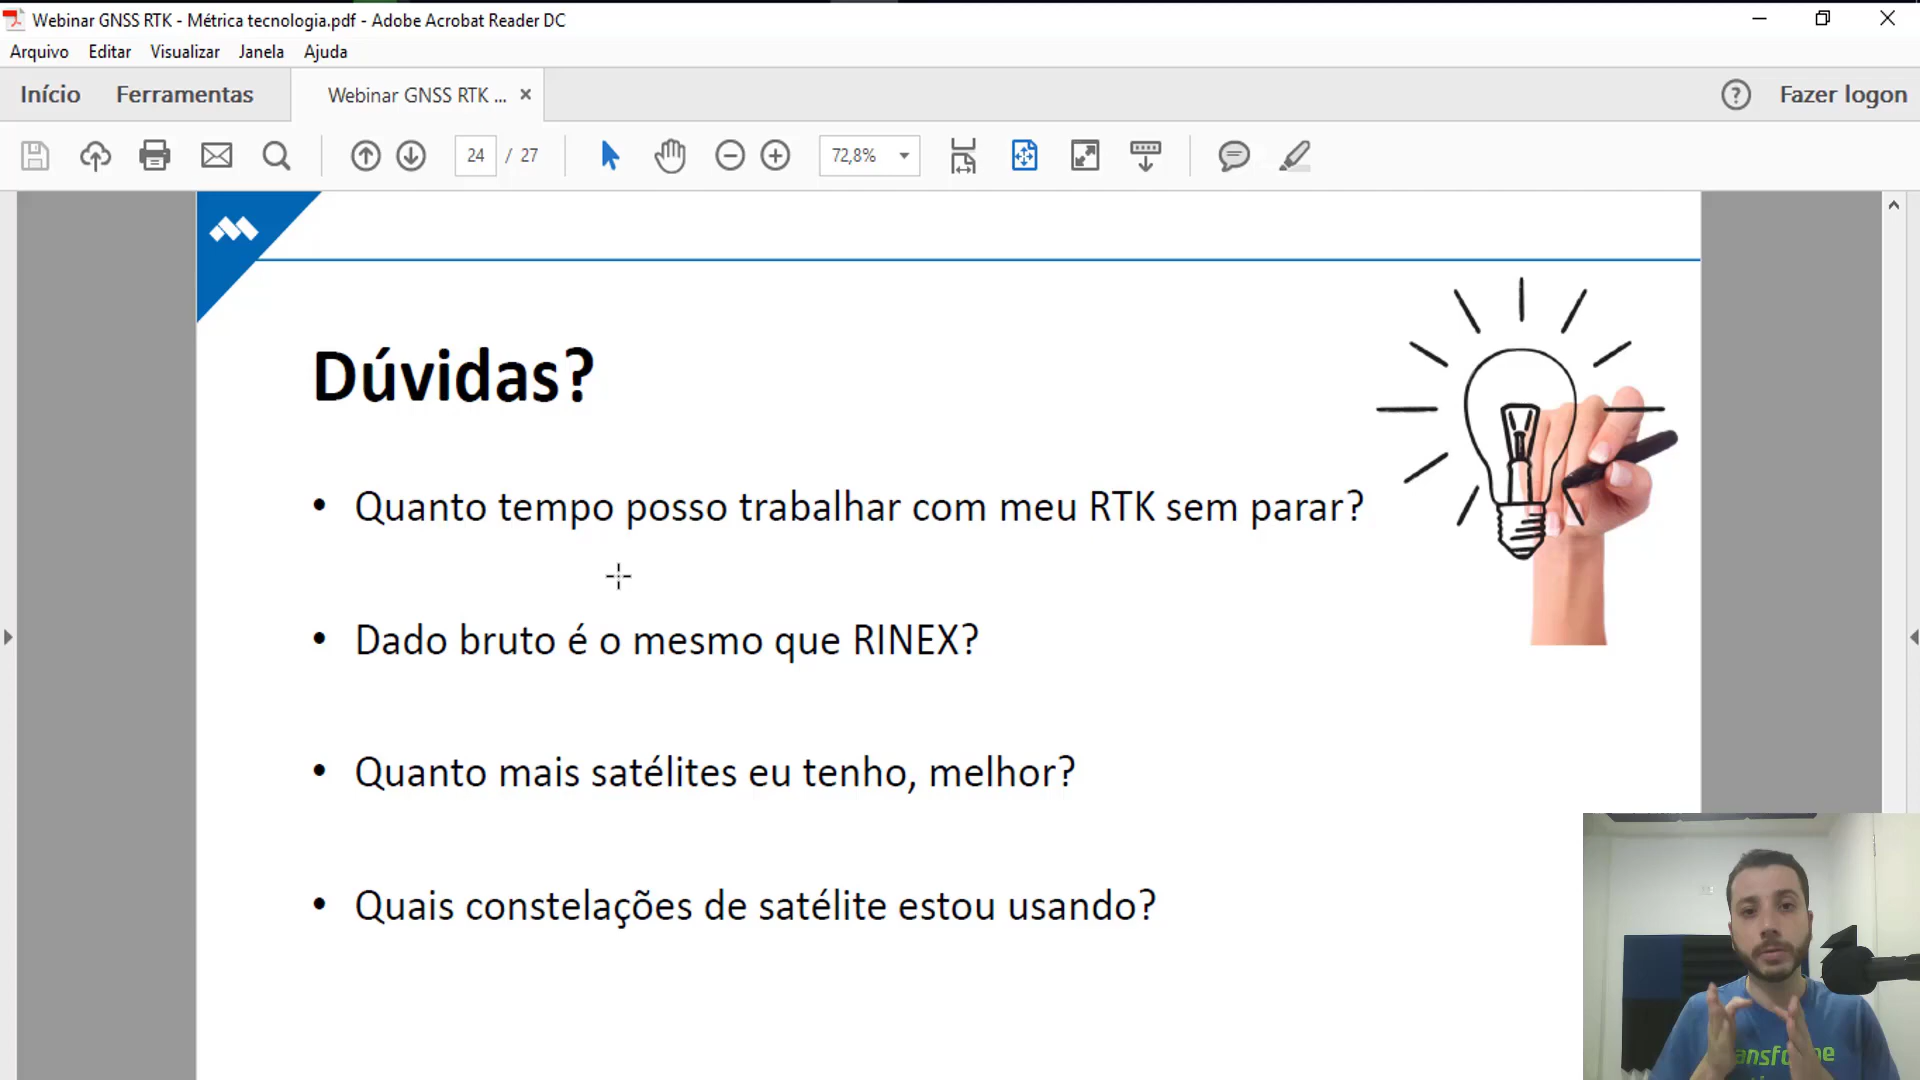 Webinar GNSS RTK - Métrica tecnologia.pdf - Adobe Acrobat Reader DC
Arquivo Editar Visualizar Janela Ajuda
Início Ferramentas Webinar GNSS RTK ... Fazer logon
24 / 27 72,8%
Dúvidas?
• Quanto tempo posso trabalhar com meu RTK sem parar?
• Dado bruto é o mesmo que RINEX?
• Quanto mais satélites eu tenho, melhor?
• Quais constelações de satélite estou usando?